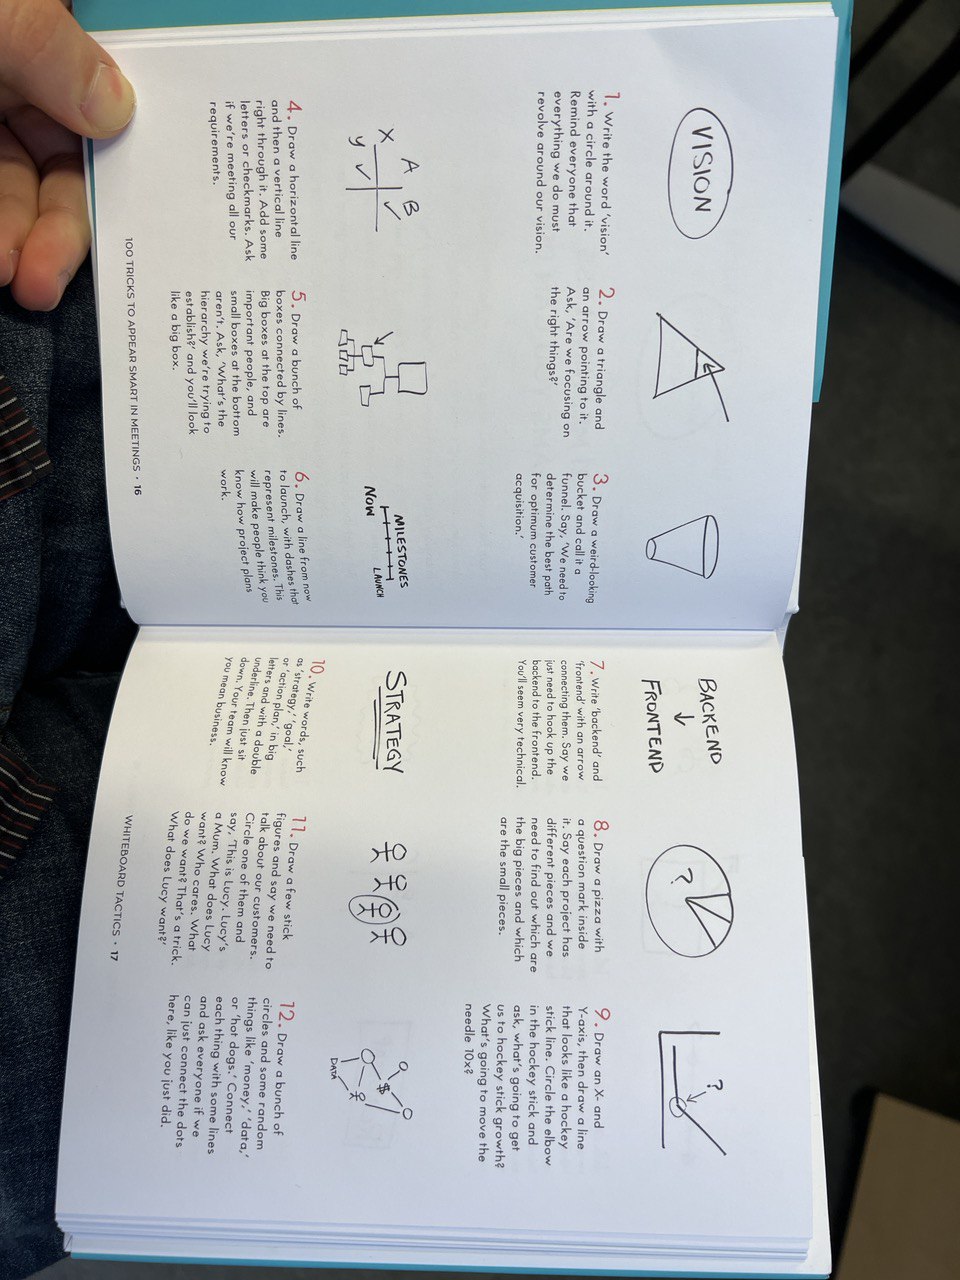 VISION
1. Write the word 'vision'
with a circle around it.
Remind everyone that
everything we do must
revolve around our vision.
2. Draw a triangle and
an arrow pointing to it.
Ask, 'Are we focusing on
the right things?'
3. Draw a weird-looking
bucket and call it a
funnel. Say, 'We need to
determine the best path
for optimum customer
acquisition.'
A B
X
y
4. Draw a horizontal line
and then a vertical line
right through it. Add some
letters or checkmarks. Ask
if we're meeting all our
requirements.
5. Draw a bunch of
boxes connected by lines.
Big boxes at the top are
important people, and
small boxes at the bottom
aren't. Ask, 'What's the
hierarchy we're trying to
establish?' and you'll look
like a big box.
MILESTONES
NOW
LAUNCH
6. Draw a line from now
to launch, with dashes that
represent milestones. This
will make people think you
know how project plans
work.
100 TRICKS TO APPEAR SMART IN MEETINGS • 16
BACKEND
↓
FRONTEND
7. Write 'backend' and
'frontend' with an arrow
connecting them. Say we
just need to hook up the
backend to the frontend.
You'll seem very technical.
?
8. Draw a pizza with
a question mark inside
it. Say each project has
different pieces and we
need to find out which are
the big pieces and which
are the small pieces.
?
9. Draw an X- and
Y-axis, then draw a line
that looks like a hockey
stick line. Circle the elbow
in the hockey stick and
ask, what's going to get
us to hockey stick growth?
What's going to move the
needle 10x?
STRATEGY
10. Write words, such
as 'strategy,' 'goal,'
or 'action plan,' in big
letters and with a double
underline. Then just sit
down. Your team will know
you mean business.
11. Draw a few stick
figures and say we need to
talk about our customers.
Circle one of them and
say, 'This is Lucy. Lucy's
a Mum. What does Lucy
want? Who cares. What
do we want? That's a trick.
What does Lucy want?'
$
DATA
12. Draw a bunch of
circles and some random
things like 'money,' 'data,'
or 'hot dogs.' Connect
each thing with some lines
and ask everyone if we
can just connect the dots
here, like you just did.
WHITEBOARD TACTICS • 17